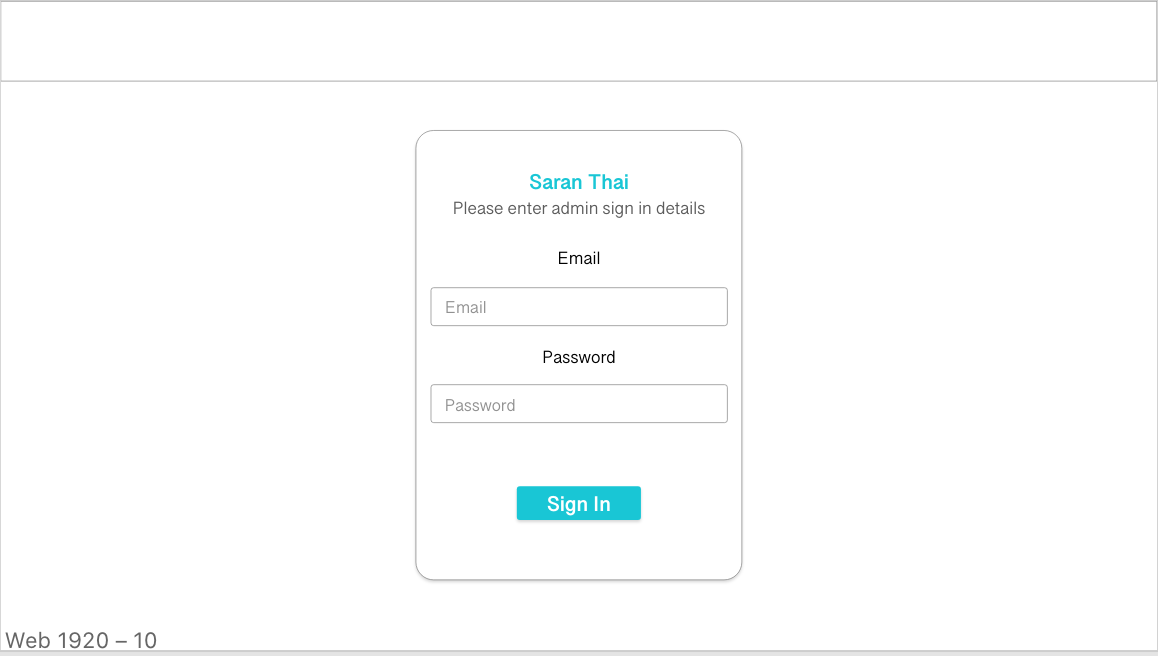 Saran Thai
Please enter admin sign in details
Email
Email
Password
Password
Sign In
Web 1920 – 10